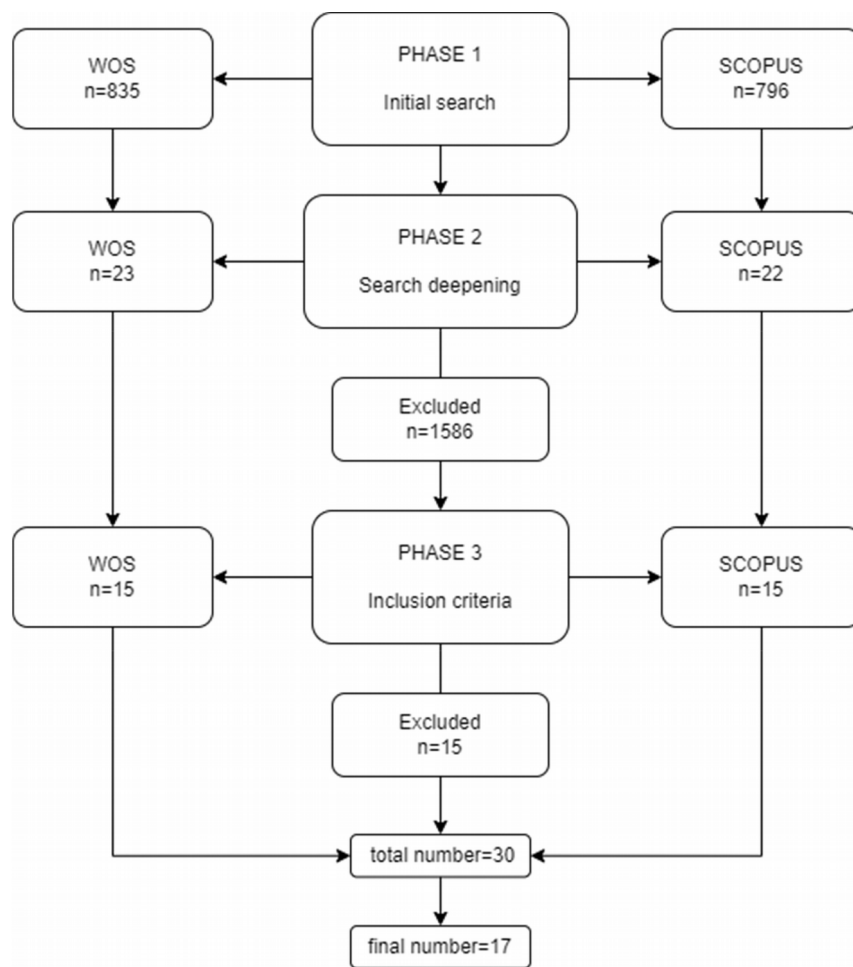 WOS
n=835
PHASE 1
Initial search
SCOPUS
n=796
WOS
n=23
PHASE 2
Search deepening
SCOPUS
n=22
Excluded
n=1586
WOS
n=15
PHASE 3
Inclusion criteria
SCOPUS
n=15
Excluded
n=15
total number=30
final number=17